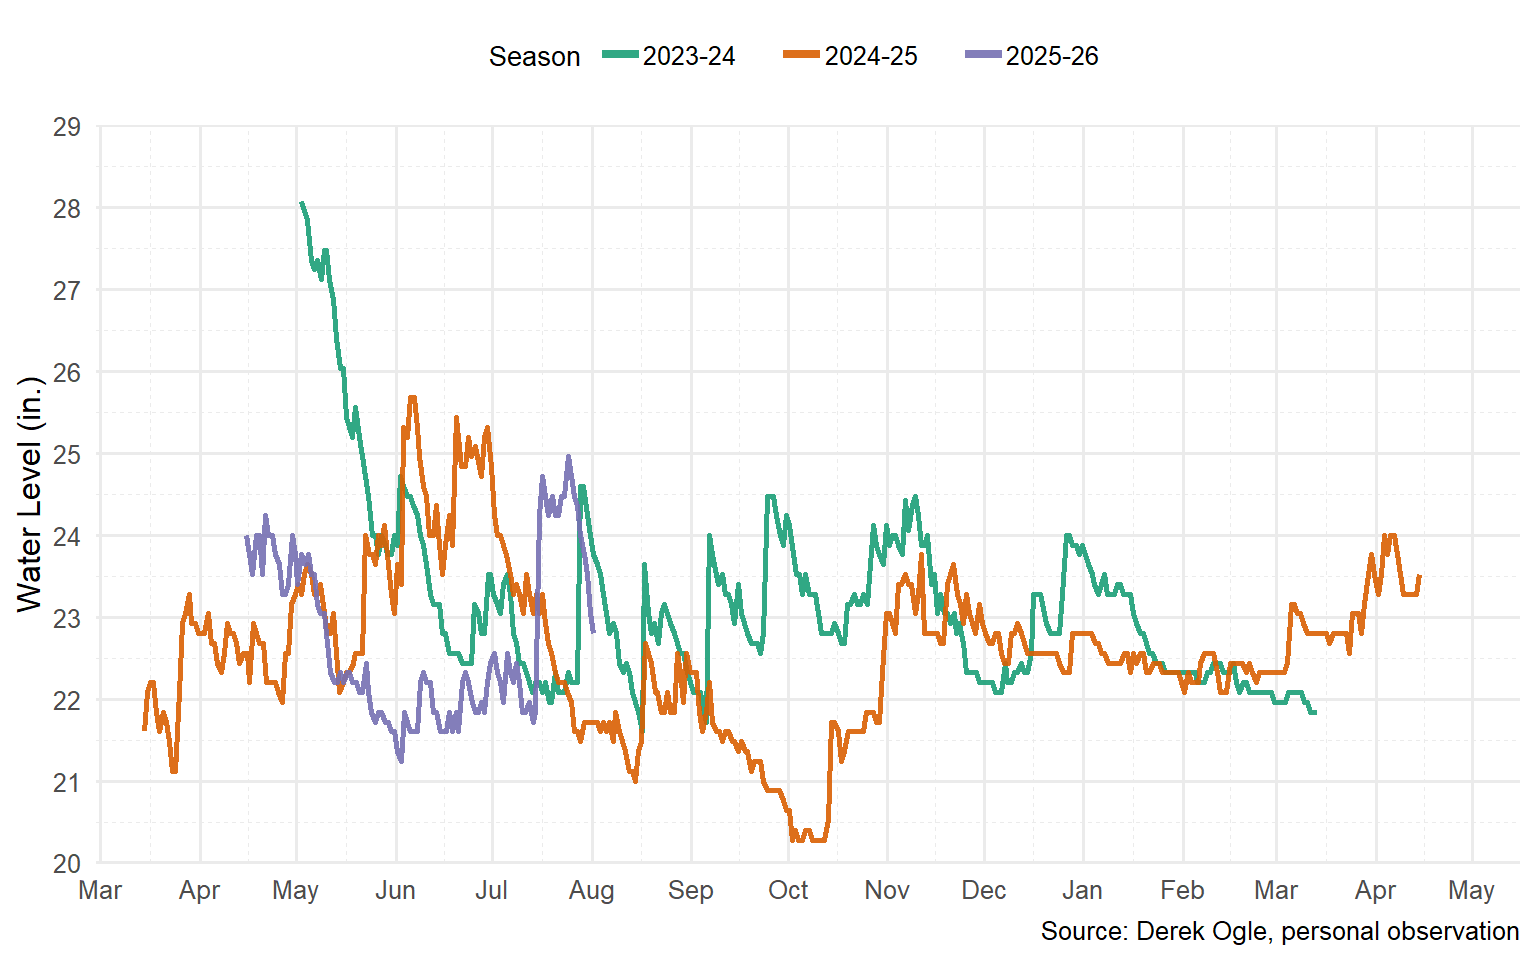 Season 2023-24 2024-25 2025-26
Water Level (in.)
29
28
27
26
25
24
23
22
21
20
Mar Apr May Jun Jul Aug Sep Oct Nov Dec Jan Feb Mar Apr May
Source: Derek Ogle, personal observation